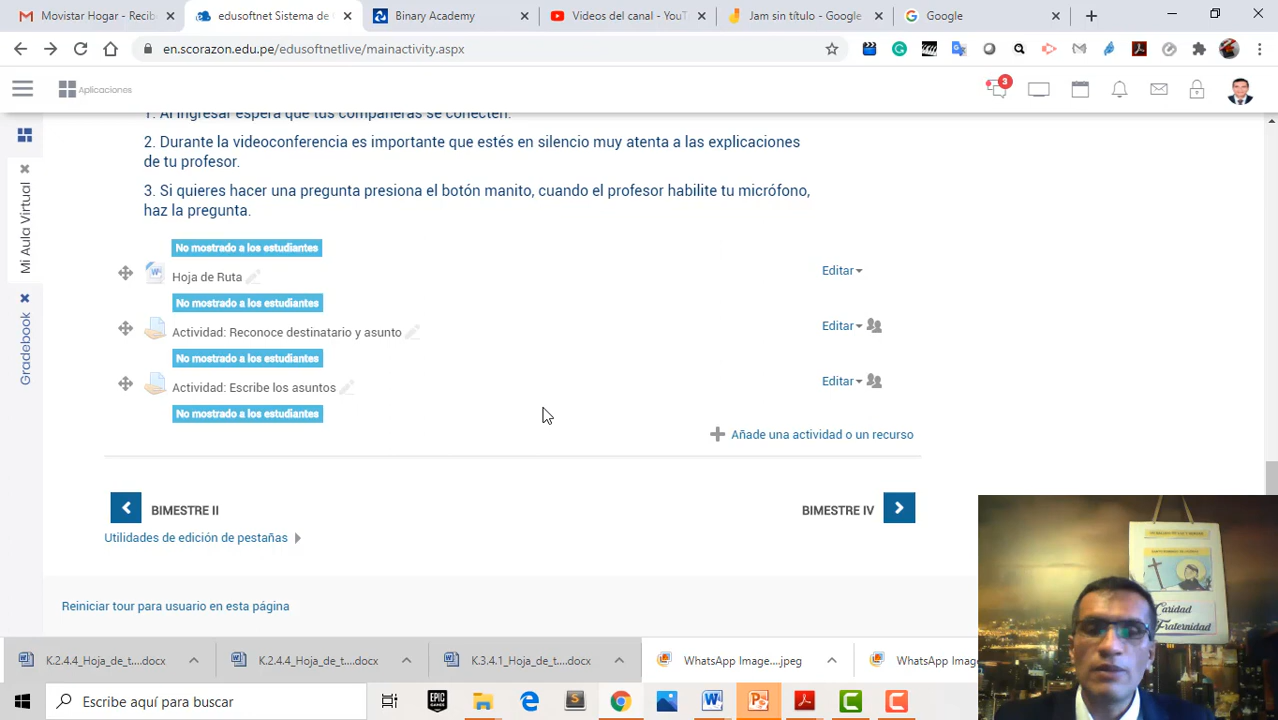 Movistar Hogar - Recib
edusoftnet Sistema de
Binary Academy
Videos del canal - YouT
Jam sin título - Google
Google
en.scorazon.edu.pe/edusoftnetlive/mainactivity.aspx
Aplicaciones
3
Mi Aula Virtual
Gradebook
1. Al ingresar espera que tus compañeras se conecten.
2. Durante la videoconferencia es importante que estés en silencio muy atenta a las explicaciones
de tu profesor.
3. Si quieres hacer una pregunta presiona el botón manito, cuando el profesor habilite tu micrófono,
haz la pregunta.
No mostrado a los estudiantes
Hoja de Ruta
Editar
No mostrado a los estudiantes
Actividad: Reconoce destinatario y asunto
Editar
No mostrado a los estudiantes
Actividad: Escribe los asuntos
Editar
No mostrado a los estudiantes
Añade una actividad o un recurso
BIMESTRE II
BIMESTRE IV
Utilidades de edición de pestañas
Reiniciar tour para usuario en esta página
Caridad
Fraternidad
K.2.4.4_Hoja_de_t....docx
K.2.4.4_Hoja_de_t....docx
K.3.4.1_Hoja_de_t....docx
WhatsApp Image....jpeg
WhatsApp Imag
Escribe aquí para buscar
EPIC
GAMES